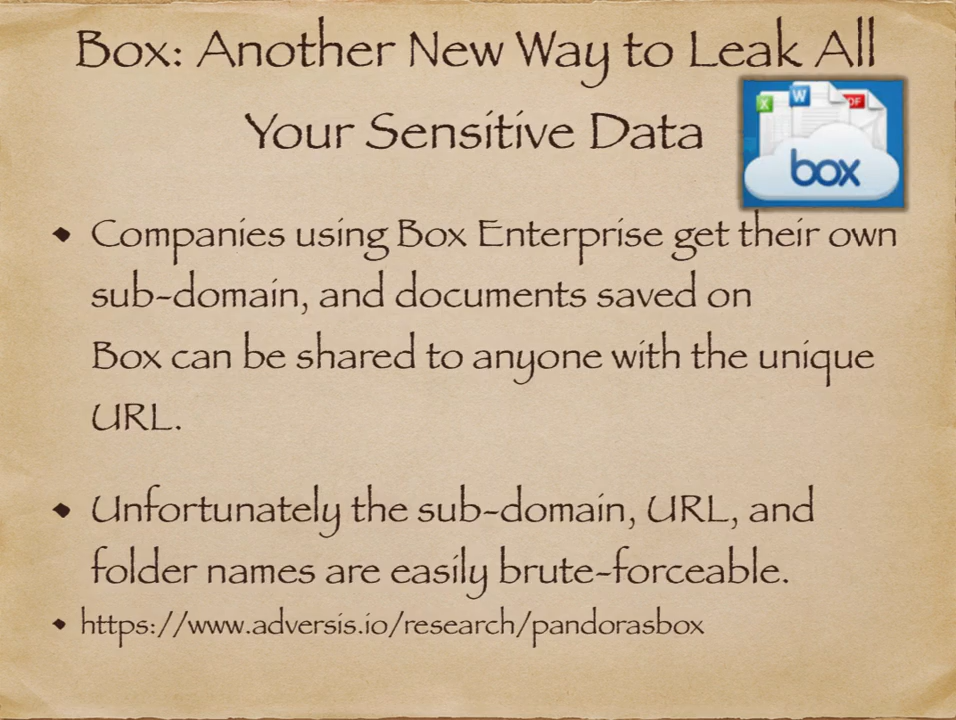 Box: Another New Way to Leak All
Your Sensitive Data
X W PDF
box
Companies using Box Enterprise get their own
sub-domain, and documents saved on
Box can be shared to anyone with the unique
URL.
Unfortunately the sub-domain, URL, and
folder names are easily brute-forceable.
https://www.adversis.io/research/pandorasbox